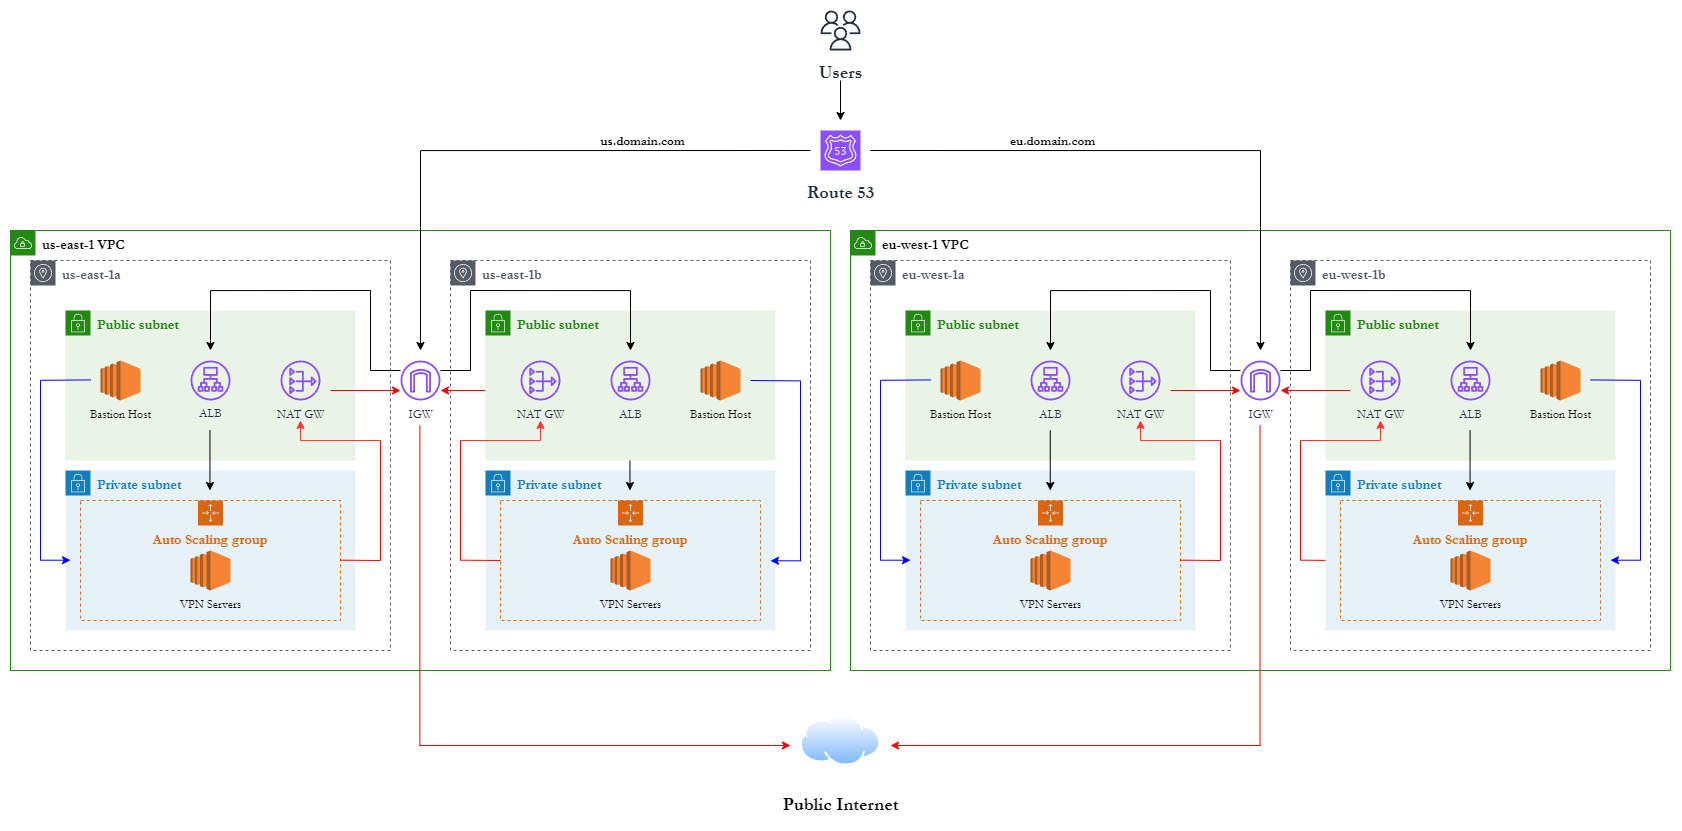 Users
us.domain.com
eu.domain.com
53
Route 53
us-east-1 VPC
us-east-1a
Public subnet
Bastion Host
ALB
NAT GW
Private subnet
Auto Scaling group
VPN Servers
IGW
us-east-1b
Public subnet
NAT GW
ALB
Bastion Host
Private subnet
Auto Scaling group
VPN Servers
eu-west-1 VPC
eu-west-1a
Public subnet
Bastion Host
ALB
NAT GW
Private subnet
Auto Scaling group
VPN Servers
IGW
eu-west-1b
Public subnet
NAT GW
ALB
Bastion Host
Private subnet
Auto Scaling group
VPN Servers
Public Internet